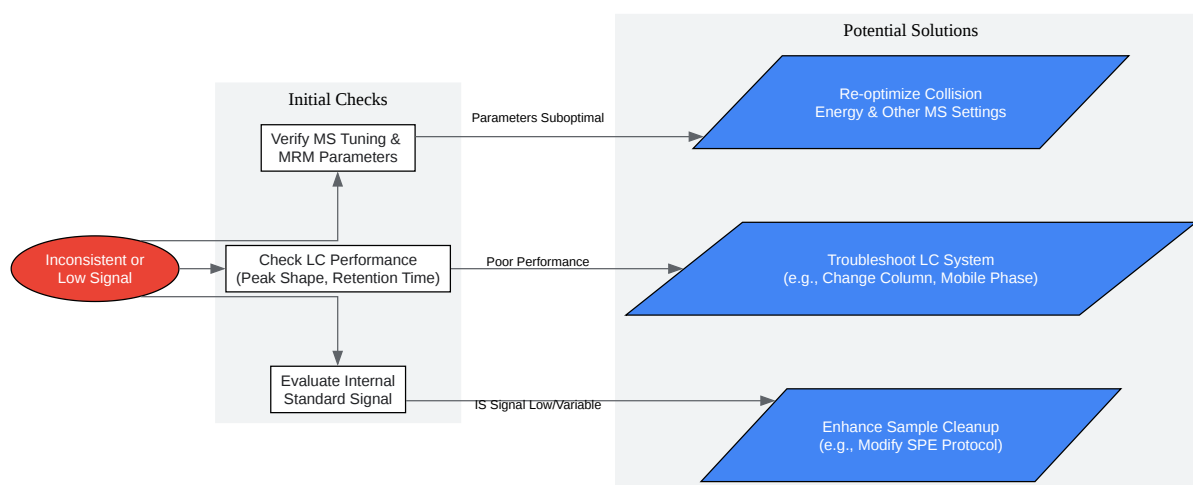 Potential Solutions
Initial Checks
Re-optimize Collision
Energy & Other MS Settings
Parameters Suboptimal
Verify MS Tuning &
MRM Parameters
Inconsistent or
Low Signal
Check LC Performance
(Peak Shape, Retention Time)
Poor Performance
Troubleshoot LC System
(e.g., Change Column, Mobile Phase)
Evaluate Internal
Standard Signal
IS Signal Low/Variable
Enhance Sample Cleanup
(e.g., Modify SPE Protocol)